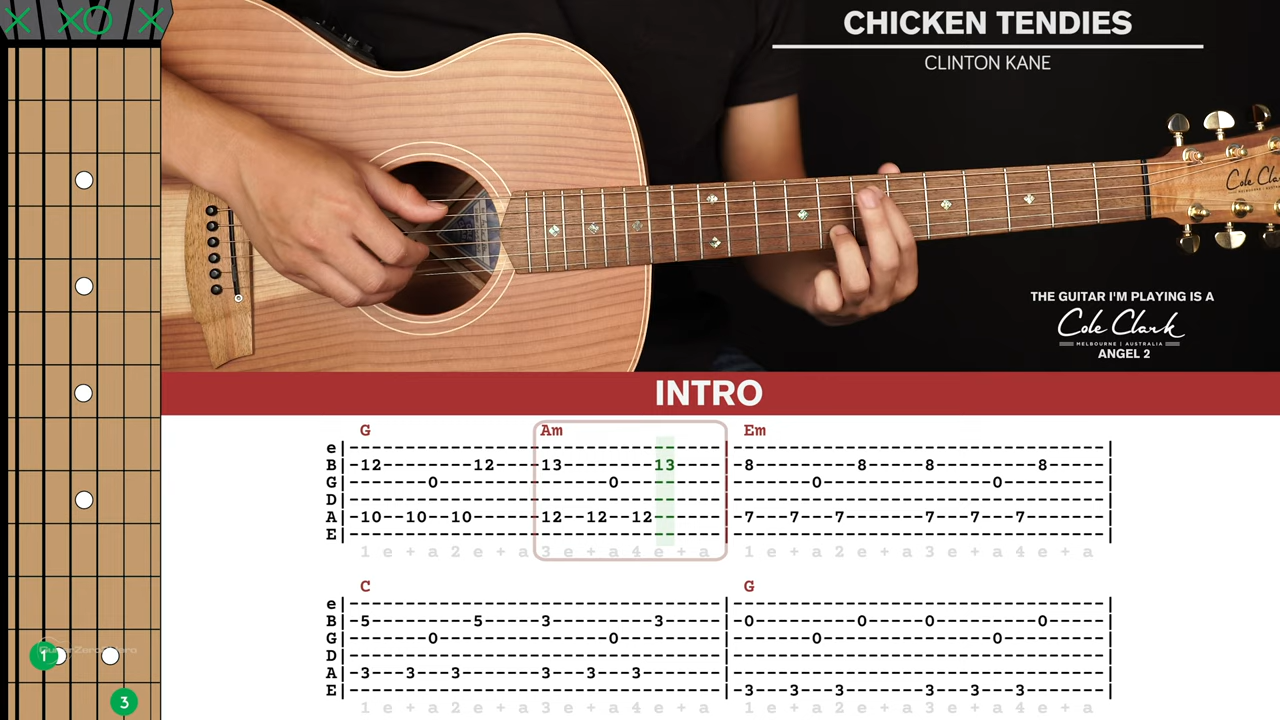 X XO X
CHICKEN TENDIES
CLINTON KANE
Cole Cla
THE GUITAR I'M PLAYING IS A
Cole Clark
MELBOURNE | AUSTRALIA
ANGEL 2
INTRO
G Am Em
e|---------------------------------|---------------------------------|
B|-12--------12----13--------13----|-8---------8-----8---------8-----|
G|-------0---------------0---------|-------0---------------0---------|
D|---------------------------------|---------------------------------|
A|-10--10--10------12--12--12------|-7---7---7-------7---7---7-------|
E|---------------------------------|---------------------------------|
1 e + a 2 e + a 3 e + a 4 e + a 1 e + a 2 e + a 3 e + a 4 e + a
C G
e|---------------------------------|---------------------------------|
B|-5---------5-----3---------3-----|-0---------0-----0---------0-----|
G|-------0---------------0---------|-------0---------------0---------|
D|---------------------------------|---------------------------------|
A|-3---3---3-------3---3---3-------|---------------------------------|
E|---------------------------------|-3---3---3-------3---3---3-------|
1 e + a 2 e + a 3 e + a 4 e + a 1 e + a 2 e + a 3 e + a 4 e + a
1
3